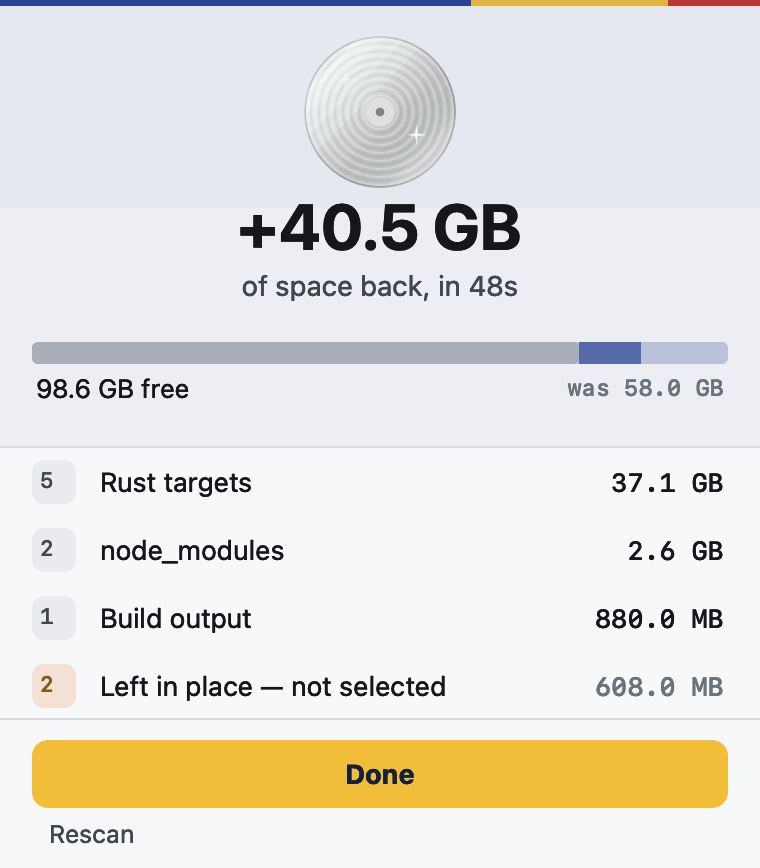 +40.5 GB
of space back, in 48s
98.6 GB free was 58.0 GB
5 Rust targets 37.1 GB
2 node_modules 2.6 GB
1 Build output 880.0 MB
2 Left in place — not selected 608.0 MB
Done
Rescan